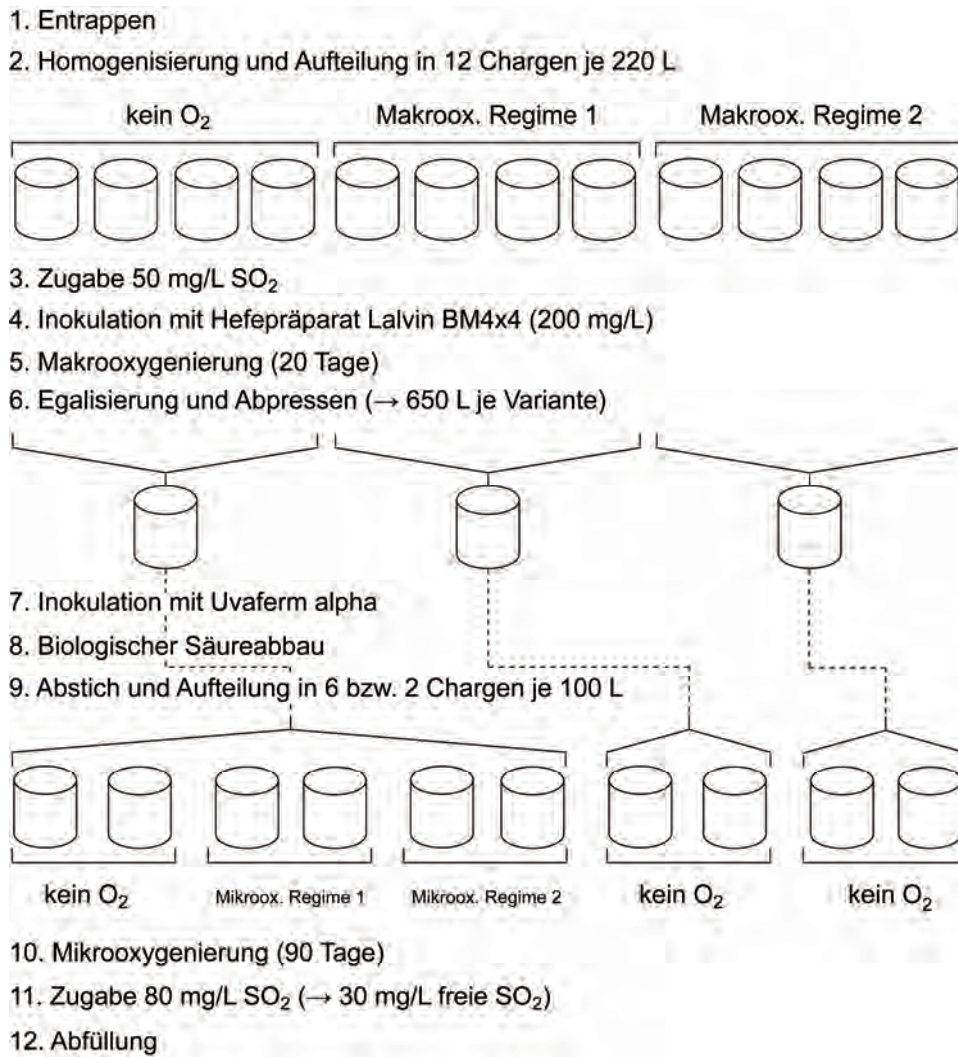 1. Entrappen
2. Homogenisierung und Aufteilung in 12 Chargen je 220 L
kein O₂ Makroox. Regime 1 Makroox. Regime 2
3. Zugabe 50 mg/L SO₂
4. Inokulation mit Hefepräparat Lalvin BM4x4 (200 mg/L)
5. Makrooxygenierung (20 Tage)
6. Egalisierung und Abpressen (→ 650 L je Variante)
7. Inokulation mit Uvaferm alpha
8. Biologischer Säureabbau
9. Abstich und Aufteilung in 6 bzw. 2 Chargen je 100 L
kein O₂ Mikroox. Regime 1 Mikroox. Regime 2 kein O₂ kein O₂
10. Mikrooxygenierung (90 Tage)
11. Zugabe 80 mg/L SO₂ (→ 30 mg/L freie SO₂)
12. Abfüllung